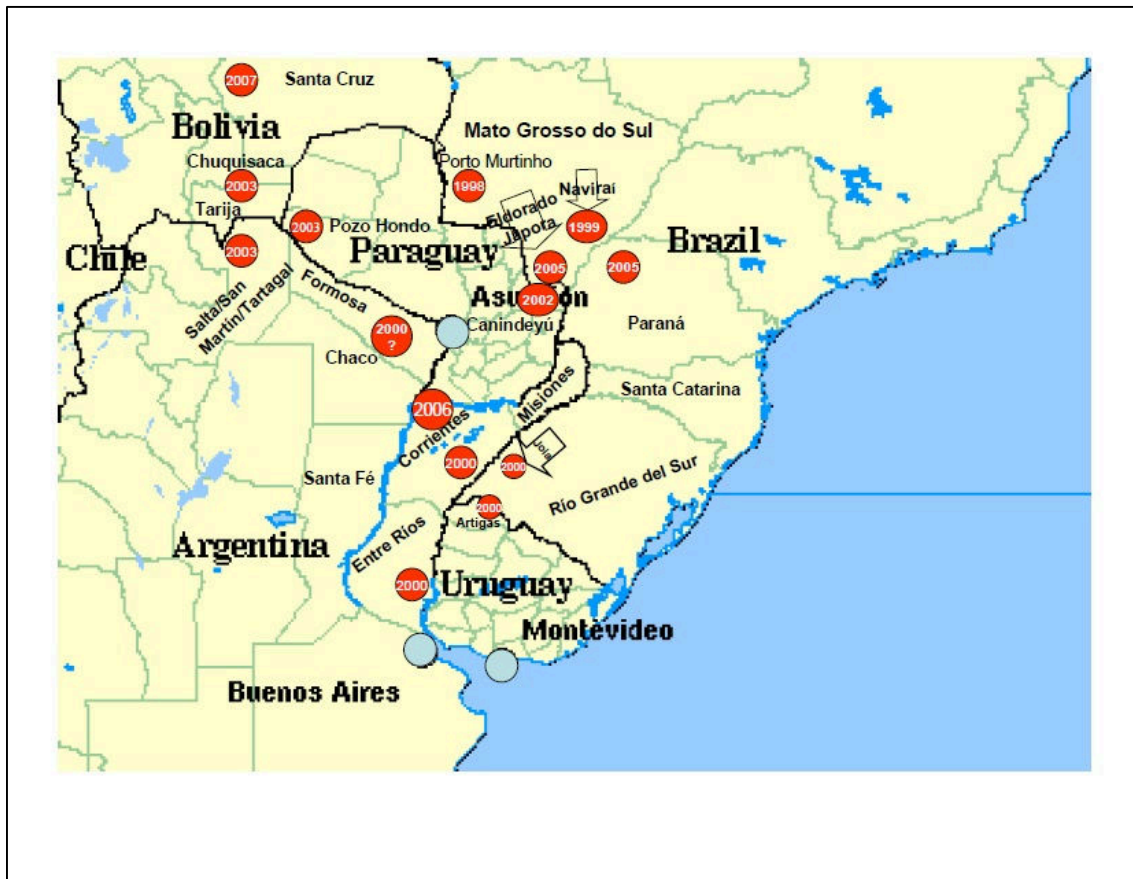 2007
Santa Cruz
Bolivia
Mato Grosso do Sul
Chuquisaca
Porto Murtinho
2003
1998
Naviraí
Tarija
Eldorado
Japora
2003
Pozo Hondo
1999
Chile
2003
Paraguay
Brazil
2005
2005
Formosa
Salta/San
Martín/Tartagal
Asunción
2002
2000
?
Canindeyú
Paraná
Chaco
Misiones
Santa Catarina
2006
Corrientes
Joia
2000
2000
Santa Fé
Río Grande del Sur
2000
Artigas
Argentina
Entre Ríos
2000
Uruguay
Montevideo
Buenos Aires